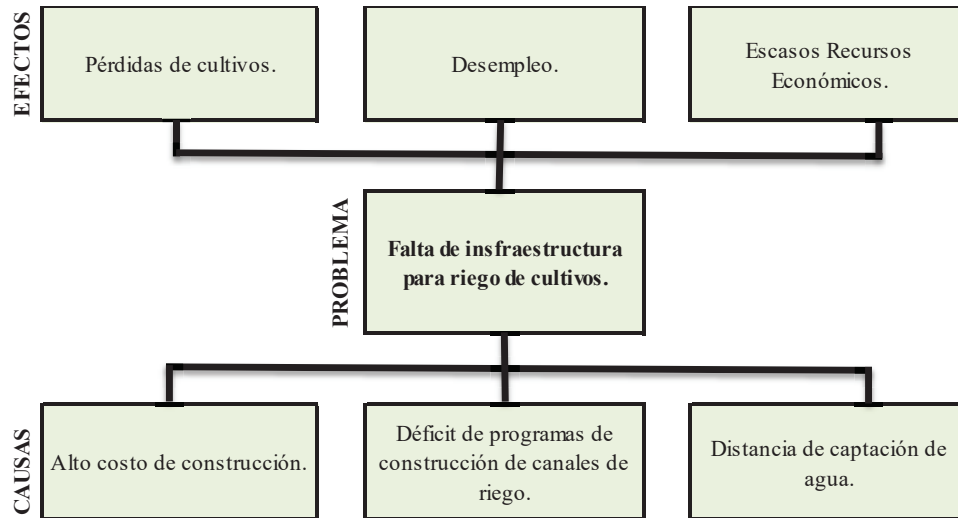 EFECTOS
Pérdidas de cultivos.
Desempleo.
Escasos Recursos
Económicos.
PROBLEMA
Falta de insfraestructura
para riego de cultivos.
CAUSAS
Alto costo de construcción.
Déficit de programas de
construcción de canales de
riego.
Distancia de captación de
agua.